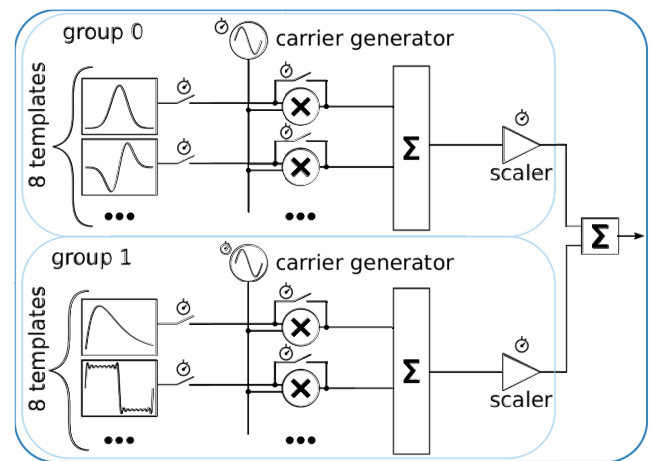 group 0
carrier generator
8 templates
Σ
scaler
•••
•••
Σ
group 1
carrier generator
8 templates
Σ
scaler
•••
•••